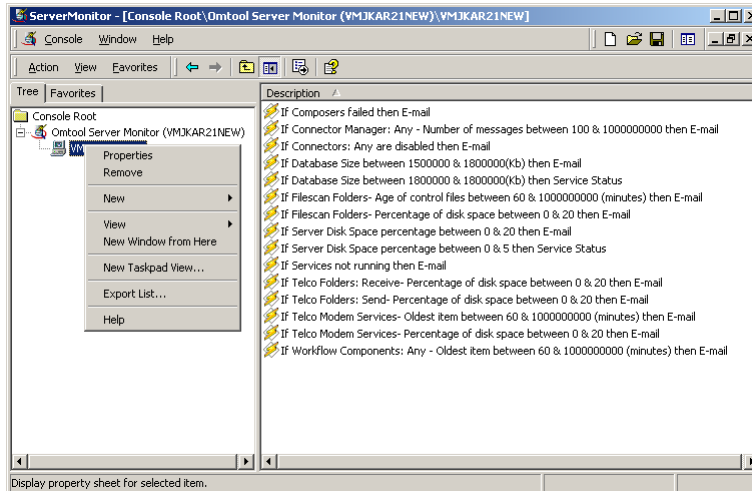 ServerMonitor - [Console Root\Omtool Server Monitor (VMJKAR21NEW)\VMJKAR21NEW]
Console Window Help
Action View Favorites
Tree Favorites
Console Root
Omtool Server Monitor (VMJKAR21NEW)
Properties
Remove
New
View
New Window from Here
New Taskpad View...
Export List...
Help
Description
If Composers failed then E-mail
If Connector Manager: Any - Number of messages between 100 & 1000000000 then E-mail
If Connectors: Any are disabled then E-mail
If Database Size between 1500000 & 1800000(Kb) then E-mail
If Database Size between 1800000 & 1800000(Kb) then Service Status
If Filescan Folders- Age of control files between 60 & 1000000000 (minutes) then E-mail
If Filescan Folders- Percentage of disk space between 0 & 20 then E-mail
If Server Disk Space percentage between 0 & 20 then E-mail
If Server Disk Space percentage between 0 & 5 then Service Status
If Services not running then E-mail
If Telco Folders: Receive- Percentage of disk space between 0 & 20 then E-mail
If Telco Folders: Send- Percentage of disk space between 0 & 20 then E-mail
If Telco Modem Services- Oldest item between 60 & 1000000000 (minutes) then E-mail
If Telco Modem Services- Percentage of disk space between 0 & 20 then E-mail
If Workflow Components: Any - Oldest item between 60 & 1000000000 (minutes) then E-mail
Display property sheet for selected item.